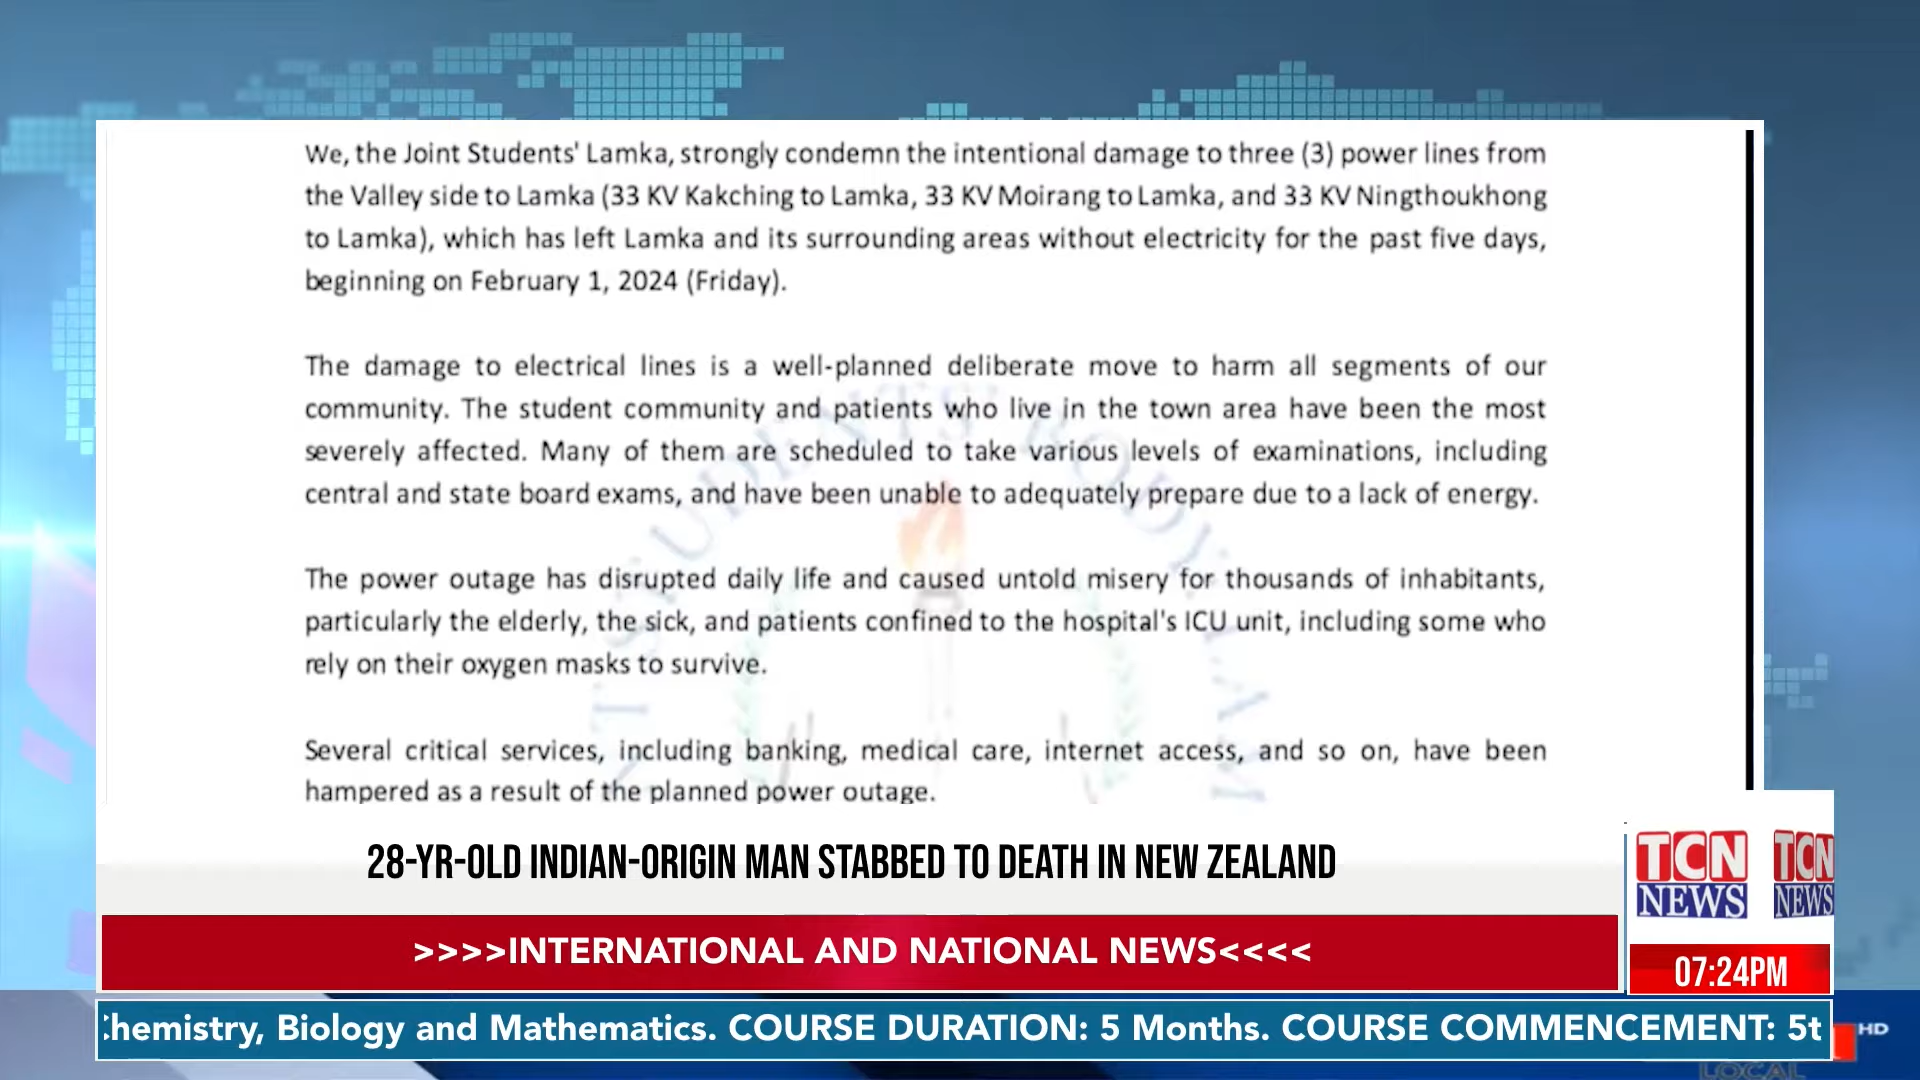 We, the Joint Students' Lamka, strongly condemn the intentional damage to three (3) power lines from
the Valley side to Lamka (33 KV Kakching to Lamka, 33 KV Moirang to Lamka, and 33 KV Ningthoukhong
to Lamka), which has left Lamka and its surrounding areas without electricity for the past five days,
beginning on February 1, 2024 (Friday).
The damage to electrical lines is a well-planned deliberate move to harm all segments of our
community. The student community and patients who live in the town area have been the most
severely affected. Many of them are scheduled to take various levels of examinations, including
central and state board exams, and have been unable to adequately prepare due to a lack of energy.
The power outage has disrupted daily life and caused untold misery for thousands of inhabitants,
particularly the elderly, the sick, and patients confined to the hospital's ICU unit, including some who
rely on their oxygen masks to survive.
Several critical services, including banking, medical care, internet access, and so on, have been
hampered as a result of the planned power outage.
28-YR-OLD INDIAN-ORIGIN MAN STABBED TO DEATH IN NEW ZEALAND
TCN NEWS
TCN NEWS
>>>>INTERNATIONAL AND NATIONAL NEWS<<<<
07:24PM
Chemistry, Biology and Mathematics. COURSE DURATION: 5 Months. COURSE COMMENCEMENT: 5t
HD
LOCAL